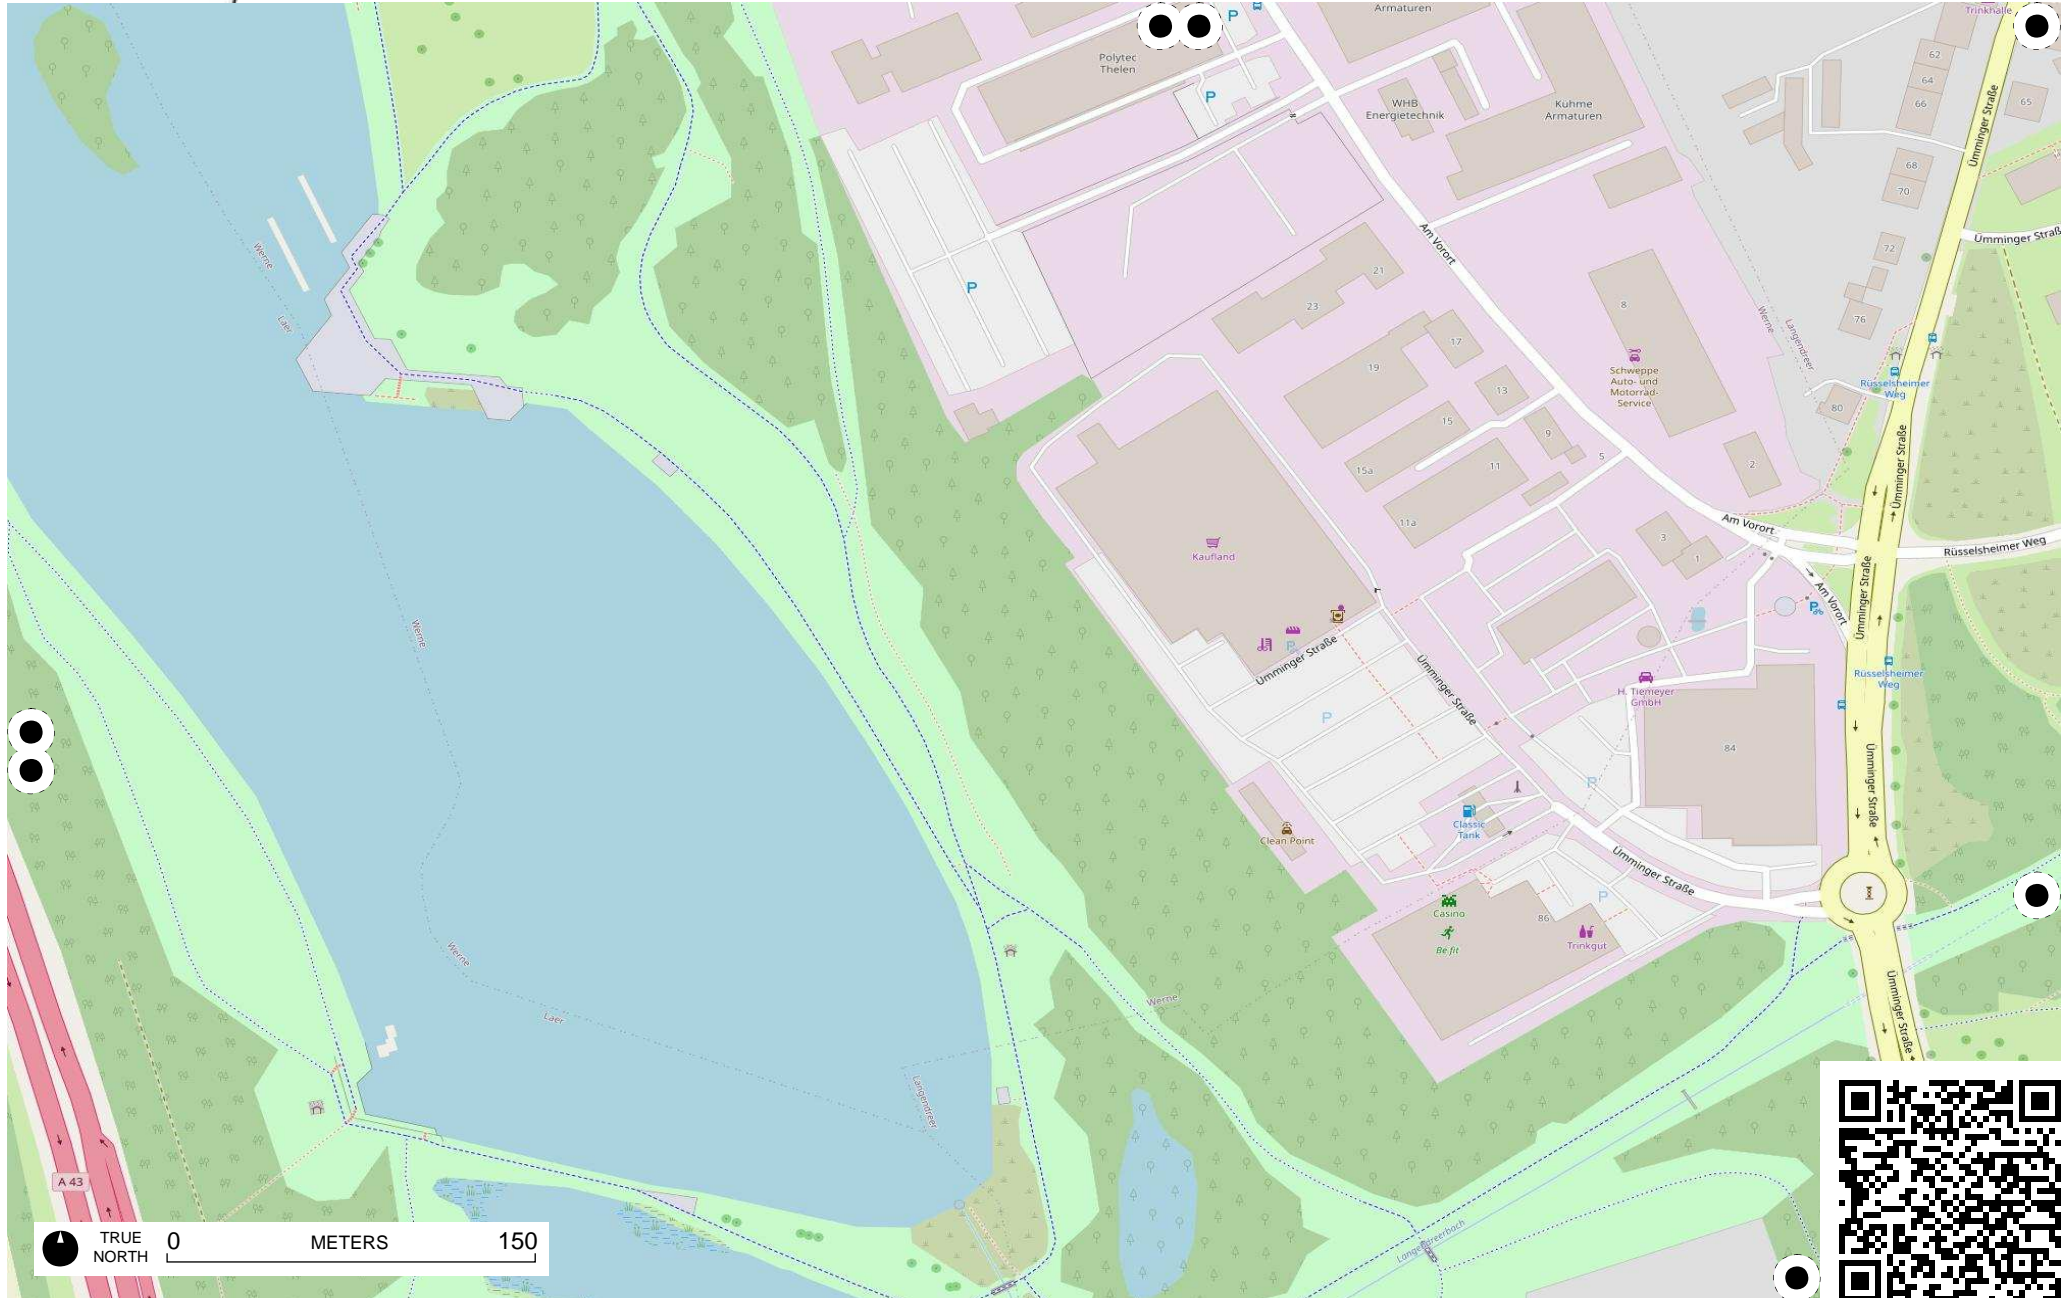 Armaturen
Trinkhalle
P
Polytec
Thelen
P
WHB
Energietechnik
Kuhme
Armaturen
62
64
66
65
68
70
72
76
Ümminger Straße
Ümminger Straß
Am Vorort
Werne
Laer
P
21
23
8
Werne
Langendreer
17
19
13
15
9
15a
11
5
11a
Schweppe
Auto- und
Motorrad-
Service
Rüsselsheimer
Weg
80
2
Ümminger Straße
Am Vorort
Rüsselsheimer Weg
3
1
Kaufland
Am Vorort
P
Ümminger Straße
Werne
Ümminger Straße
Ümminger Straße
H. Tiemeyer
GmbH
Rüsselsheimer
Weg
P
84
P
Ümminger Straße
Classic
Tank
Clean Point
Ümminger Straße
P
Casino
86
Be fit
Trinkgut
Werne
Laer
Werne
Ümminger Straße
Langendreer
A 43
Langendreerbach
TRUE
NORTH
0 METERS 150